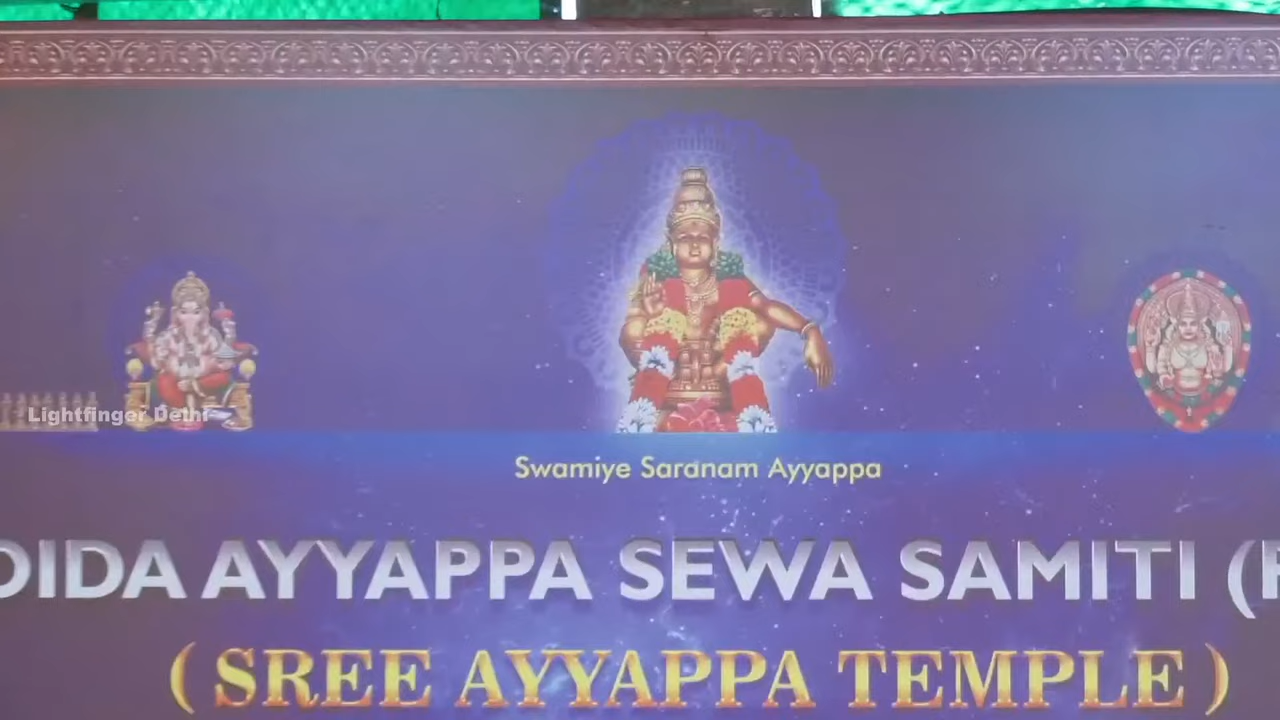 Lightfinger Delhi
Swamiye Saranam Ayyappa
OIDA AYYAPPA SEWA SAMITI (
( SREE AYYAPPA TEMPLE )